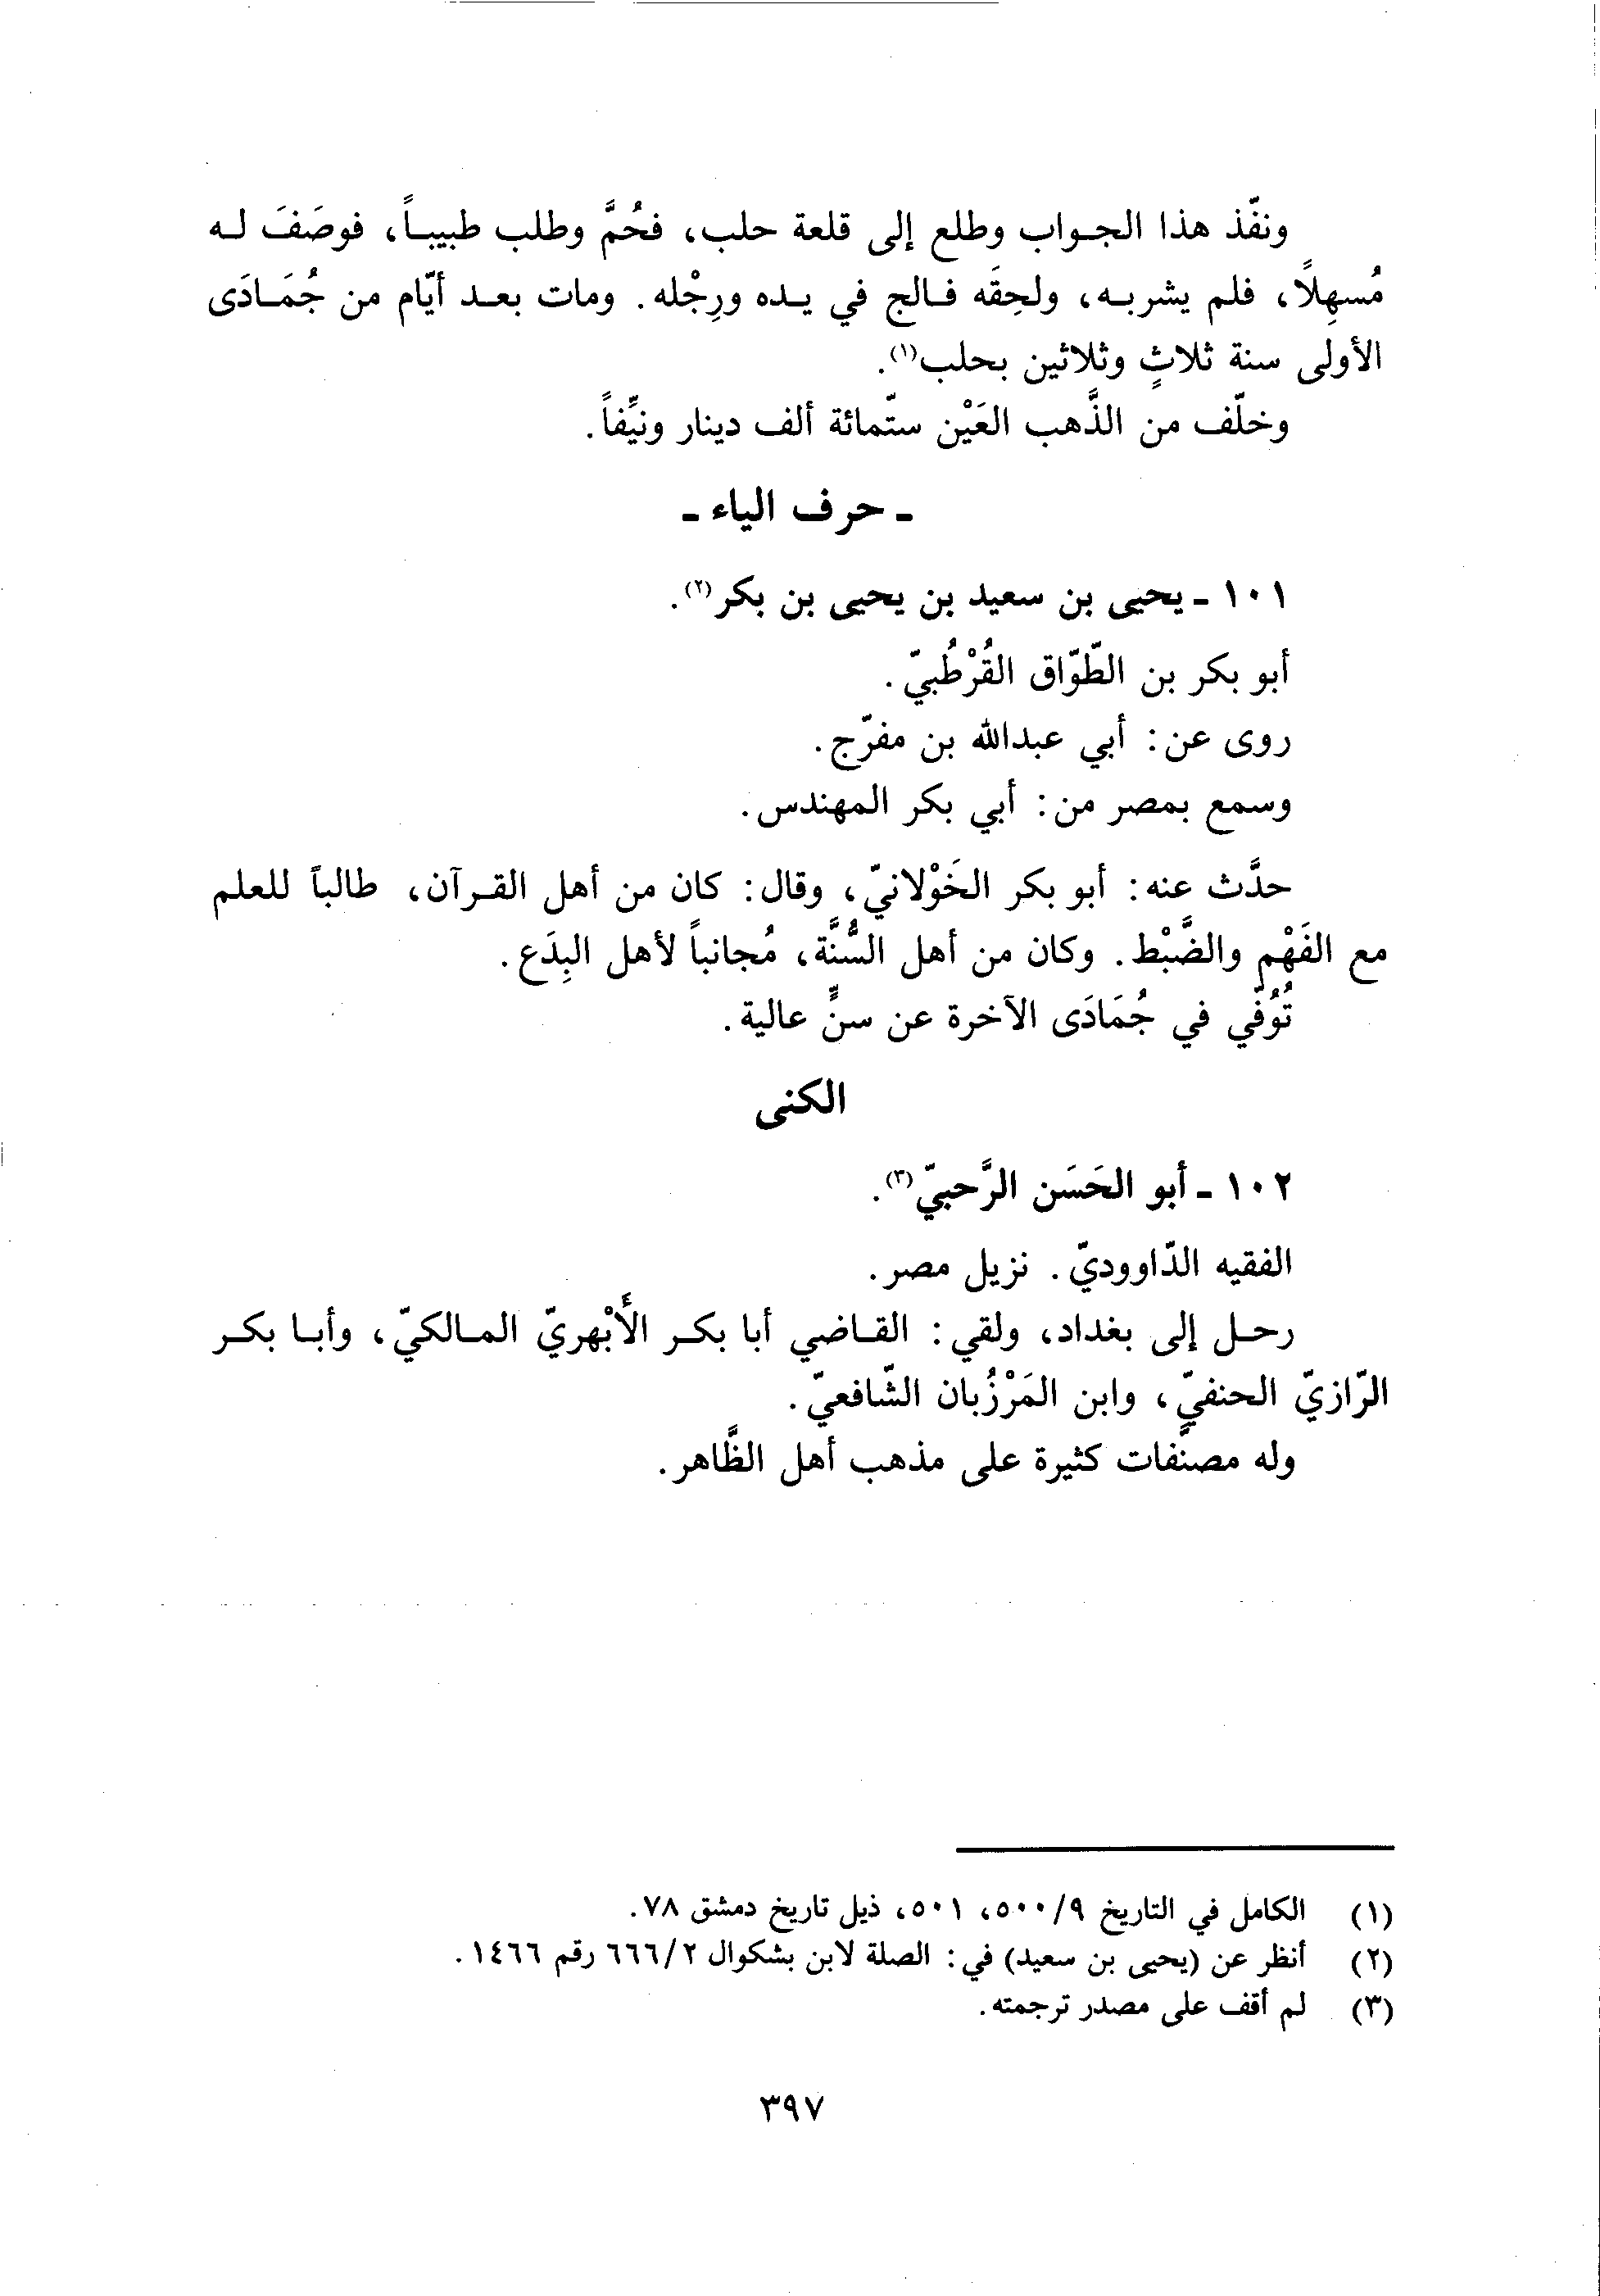 ونفّذ هذا الجواب وطلع إلى قلعة حلب، فحُمَّ وطلب طبيباً، فوصَفَ له
مُسهِلًا، فلم يشربه، ولحِقَه فالج في يده ورِجْله. ومات بعد أيّام من جُمَادَى
الأولى سنة ثلاثٍ وثلاثين بحلب(١).
وخلّف من الذَّهب العَيْن ستّمائة ألف دينار ونيِّفاً.
ـ حرف الياء ـ
١٠١ ـ يحيى بن سعيد بن يحيى بن بكر(٢).
أبو بكر بن الطّوّاق القُرْطُبيّ.
روى عن: أبي عبدالله بن مفرّج.
وسمع بمصر من: أبي بكر المهندس.
حدَّث عنه: أبو بكر الخَوْلانيّ، وقال: كان من أهل القرآن، طالباً للعلم
مع الفَهْم والضَّبْط. وكان من أهل السُّنَّة، مُجانباً لأهل البِدَع.
تُوُفّي في جُمَادَى الآخرة عن سنٍّ عالية.
الكنى
١٠٢ ـ أبو الحَسَن الرَّحبيّ(٣).
الفقيه الدّاووديّ. نزيل مصر.
رحل إلى بغداد، ولقي: القاضي أبا بكر الأَبْهريّ المالكيّ، وأبا بكر
الرّازيّ الحنفيّ، وابن المَرْزُبان الشّافعيّ.
وله مصنَّفات كثيرة على مذهب أهل الظَّاهر.
(١) الكامل في التاريخ ٩/٥٠٠، ٥٠١، ذيل تاريخ دمشق ٧٨.
(٢) أنظر عن (يحيى بن سعيد) في: الصلة لابن بشكوال ٢/٦٦٦ رقم ١٤٦٦.
(٣) لم أقف على مصدر ترجمته.
٣٩٧